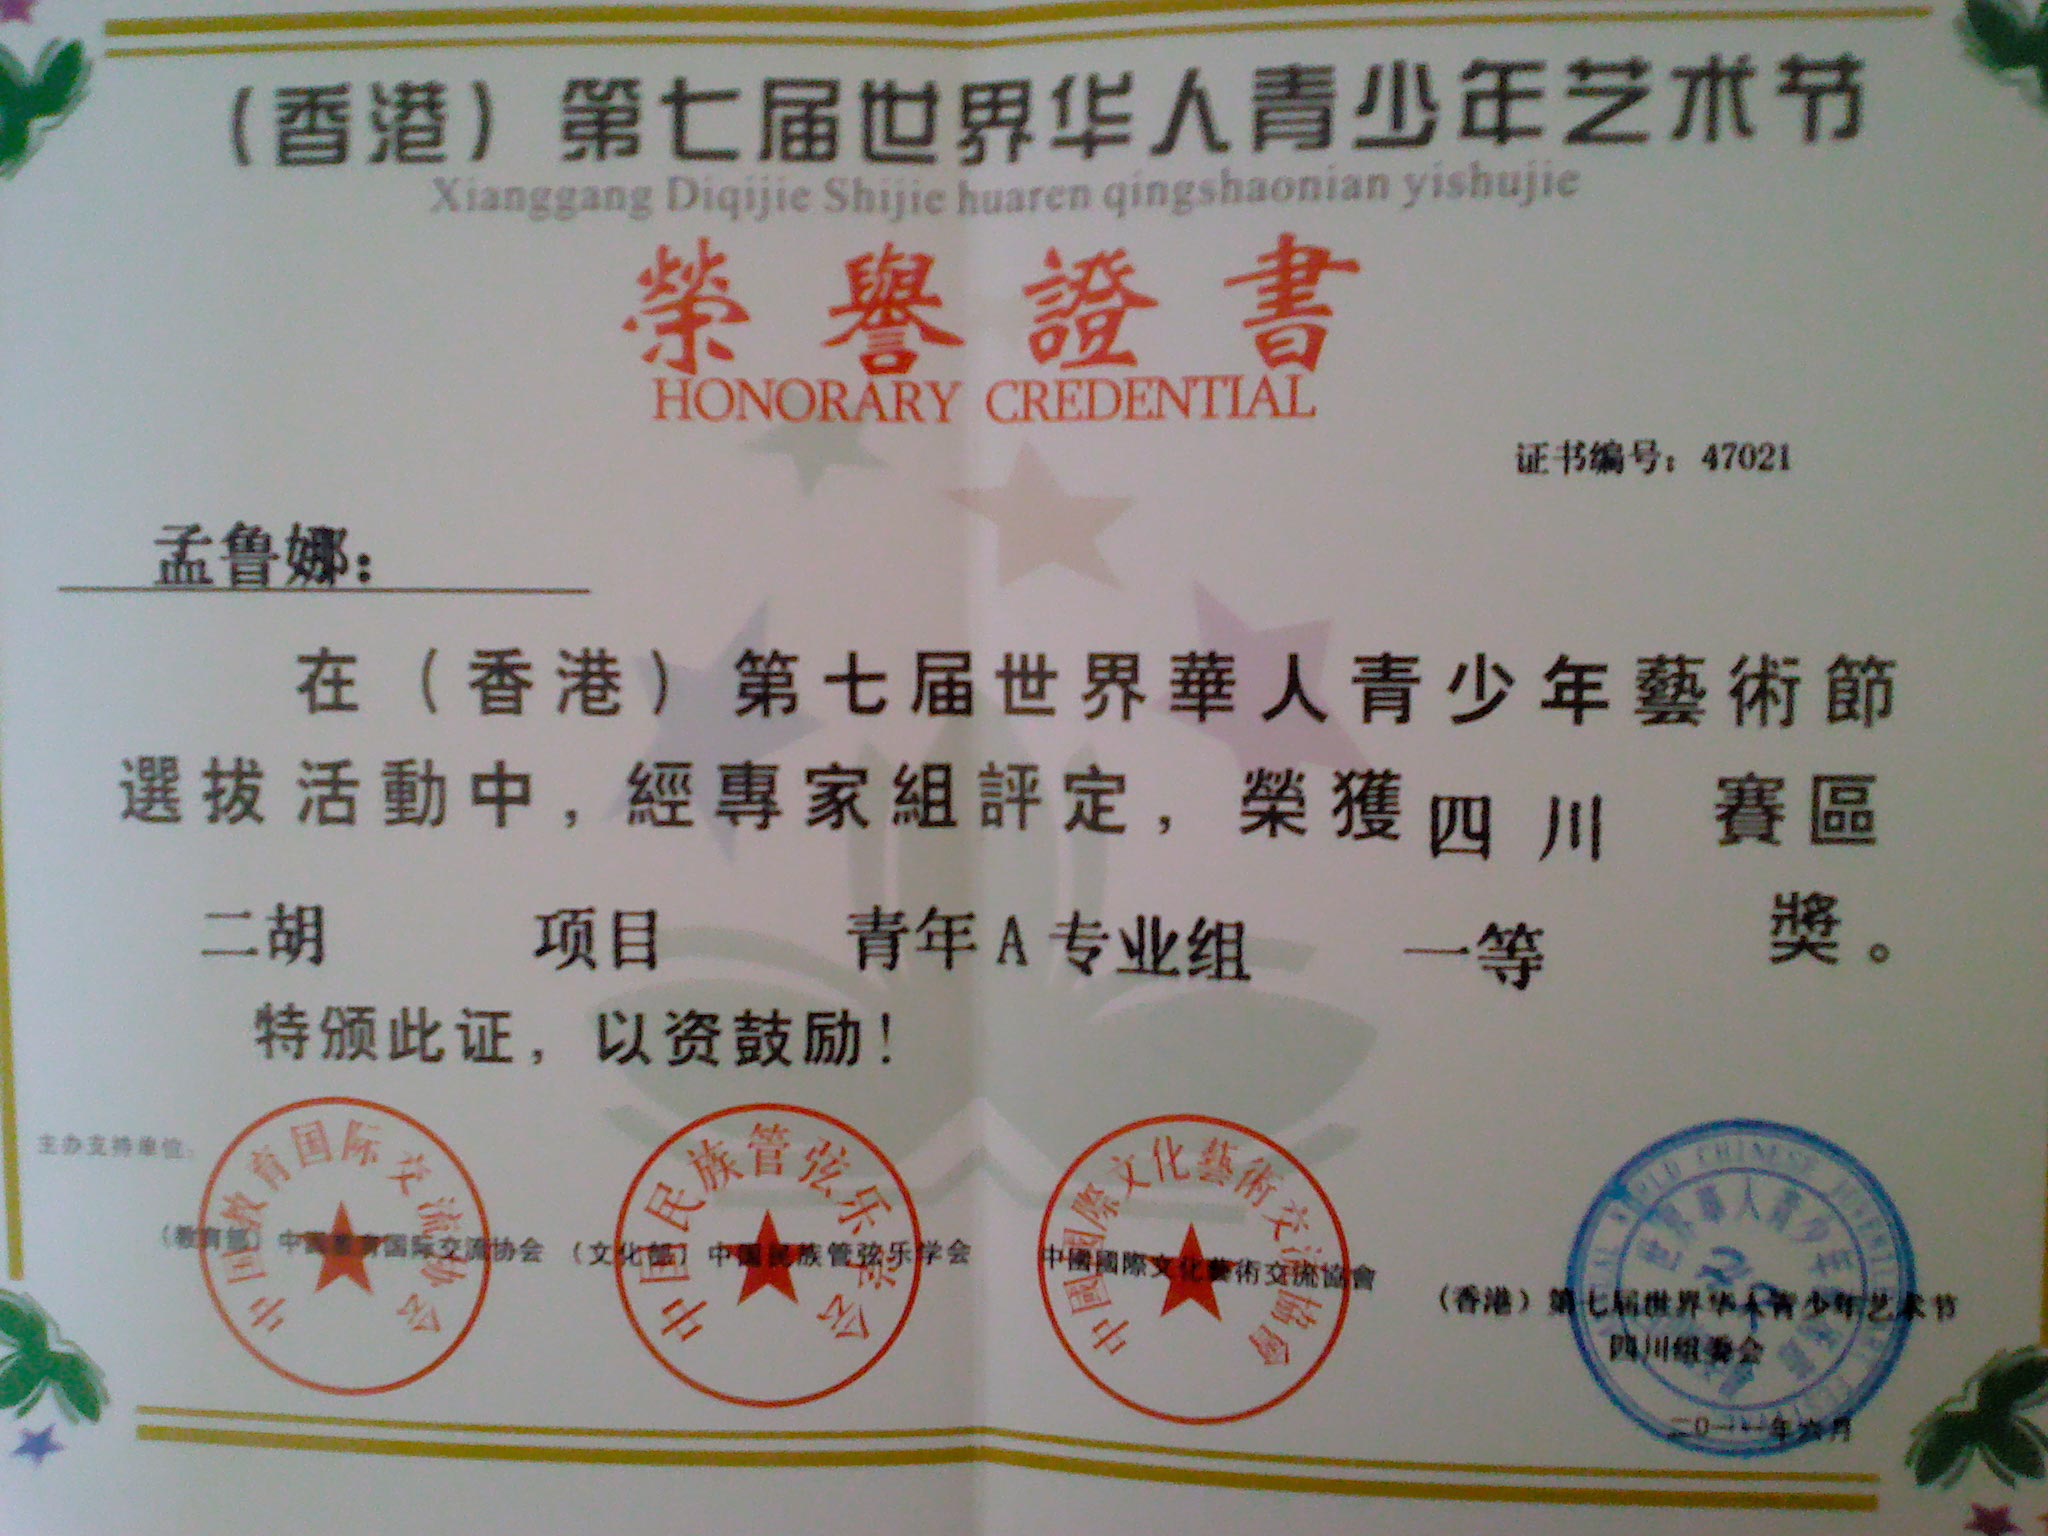 （香港）第七届世界华人青少年艺术节
Xianggang Diqijie Shijie huaren qingshaonian yishujie
榮譽證書
HONORARY CREDENTIAL
证书编号：47021
孟鲁娜：
在（香港）第七届世界華人青少年藝術節
選拔活動中，經專家組評定，榮獲四川 賽區
二胡 项目 青年A专业组 一等 獎。
特颁此证，以资鼓励！
主办支持单位：
中国教育国际交流协会
中国民族管弦乐学会
中國國際文化藝術交流協會
（教育部）中国教育国际交流协会
（文化部）中国民族管弦乐学会
中國國際文化藝術交流協會
世界華人青少年
（香港）第七届世界华人青少年艺术节
四川组委会